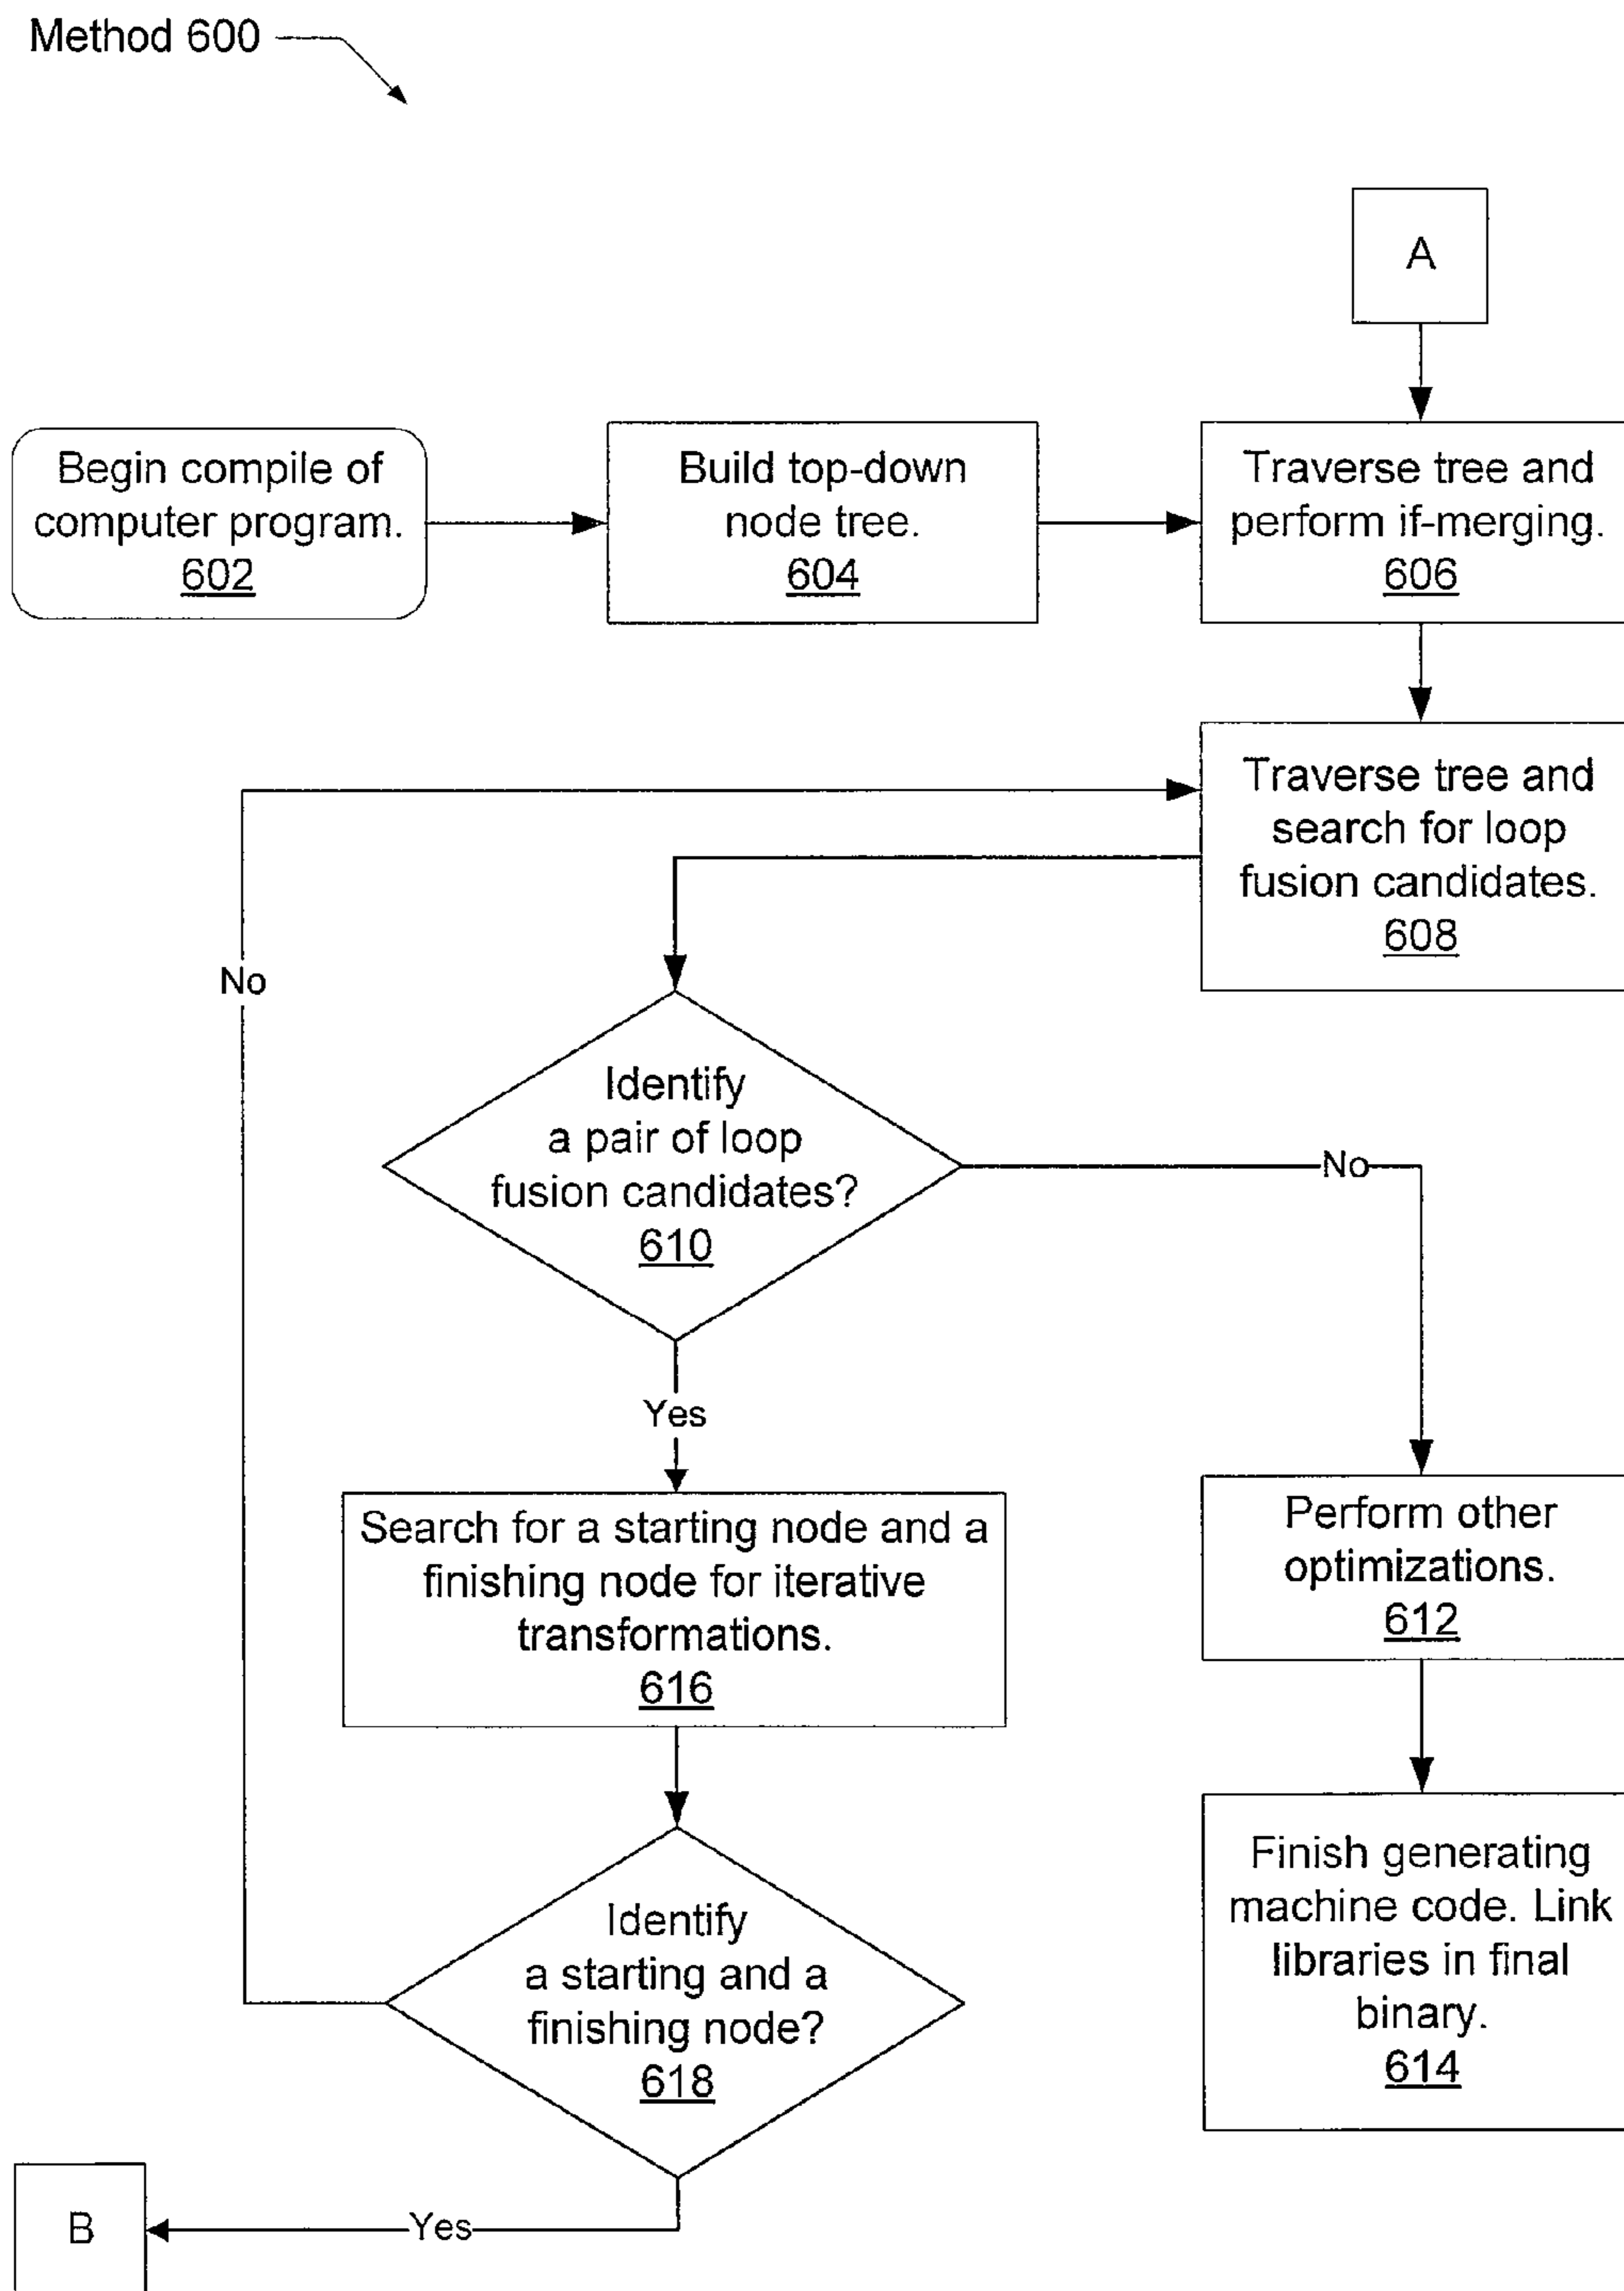 Method 600
A
Begin compile of
computer program.
602
Build top-down
node tree.
604
Traverse tree and
perform if-merging.
606
Traverse tree and
search for loop
fusion candidates.
608
No
Identify
a pair of loop
fusion candidates?
610
No
Yes
Search for a starting node and a
finishing node for iterative
transformations.
616
Perform other
optimizations.
612
Identify
a starting and a
finishing node?
618
Finish generating
machine code. Link
libraries in final
binary.
614
B
Yes